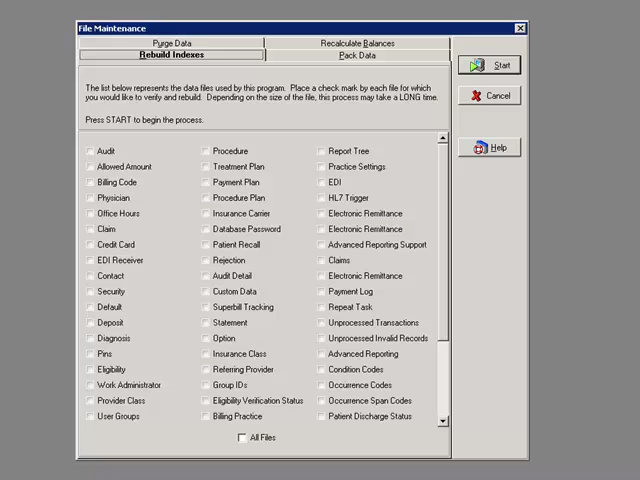 File Maintenance
Purge Data
Recalculate Balances
Rebuild Indexes
Pack Data
The list below represents the data files used by this program. Place a check mark by each file for which
you would like to verify and rebuild. Depending on the size of the file, this process may take a LONG time.
Press START to begin the process.
Start
Cancel
Help
Audit
Procedure
Report Tree
Allowed Amount
Treatment Plan
Practice Settings
Billing Code
Payment Plan
EDI
Physician
Procedure Plan
HL7 Trigger
Office Hours
Insurance Carrier
Electronic Remittance
Claim
Database Password
Electronic Remittance
Credit Card
Patient Recall
Advanced Reporting Support
EDI Receiver
Rejection
Claims
Contact
Audit Detail
Electronic Remittance
Security
Custom Data
Payment Log
Default
Superbill Tracking
Repeat Task
Deposit
Statement
Unprocessed Transactions
Diagnosis
Option
Unprocessed Invalid Records
Pins
Insurance Class
Advanced Reporting
Eligibility
Referring Provider
Condition Codes
Work Administrator
Group IDs
Occurrence Codes
Provider Class
Eligibility Verification Status
Occurrence Span Codes
User Groups
Billing Practice
Patient Discharge Status
All Files